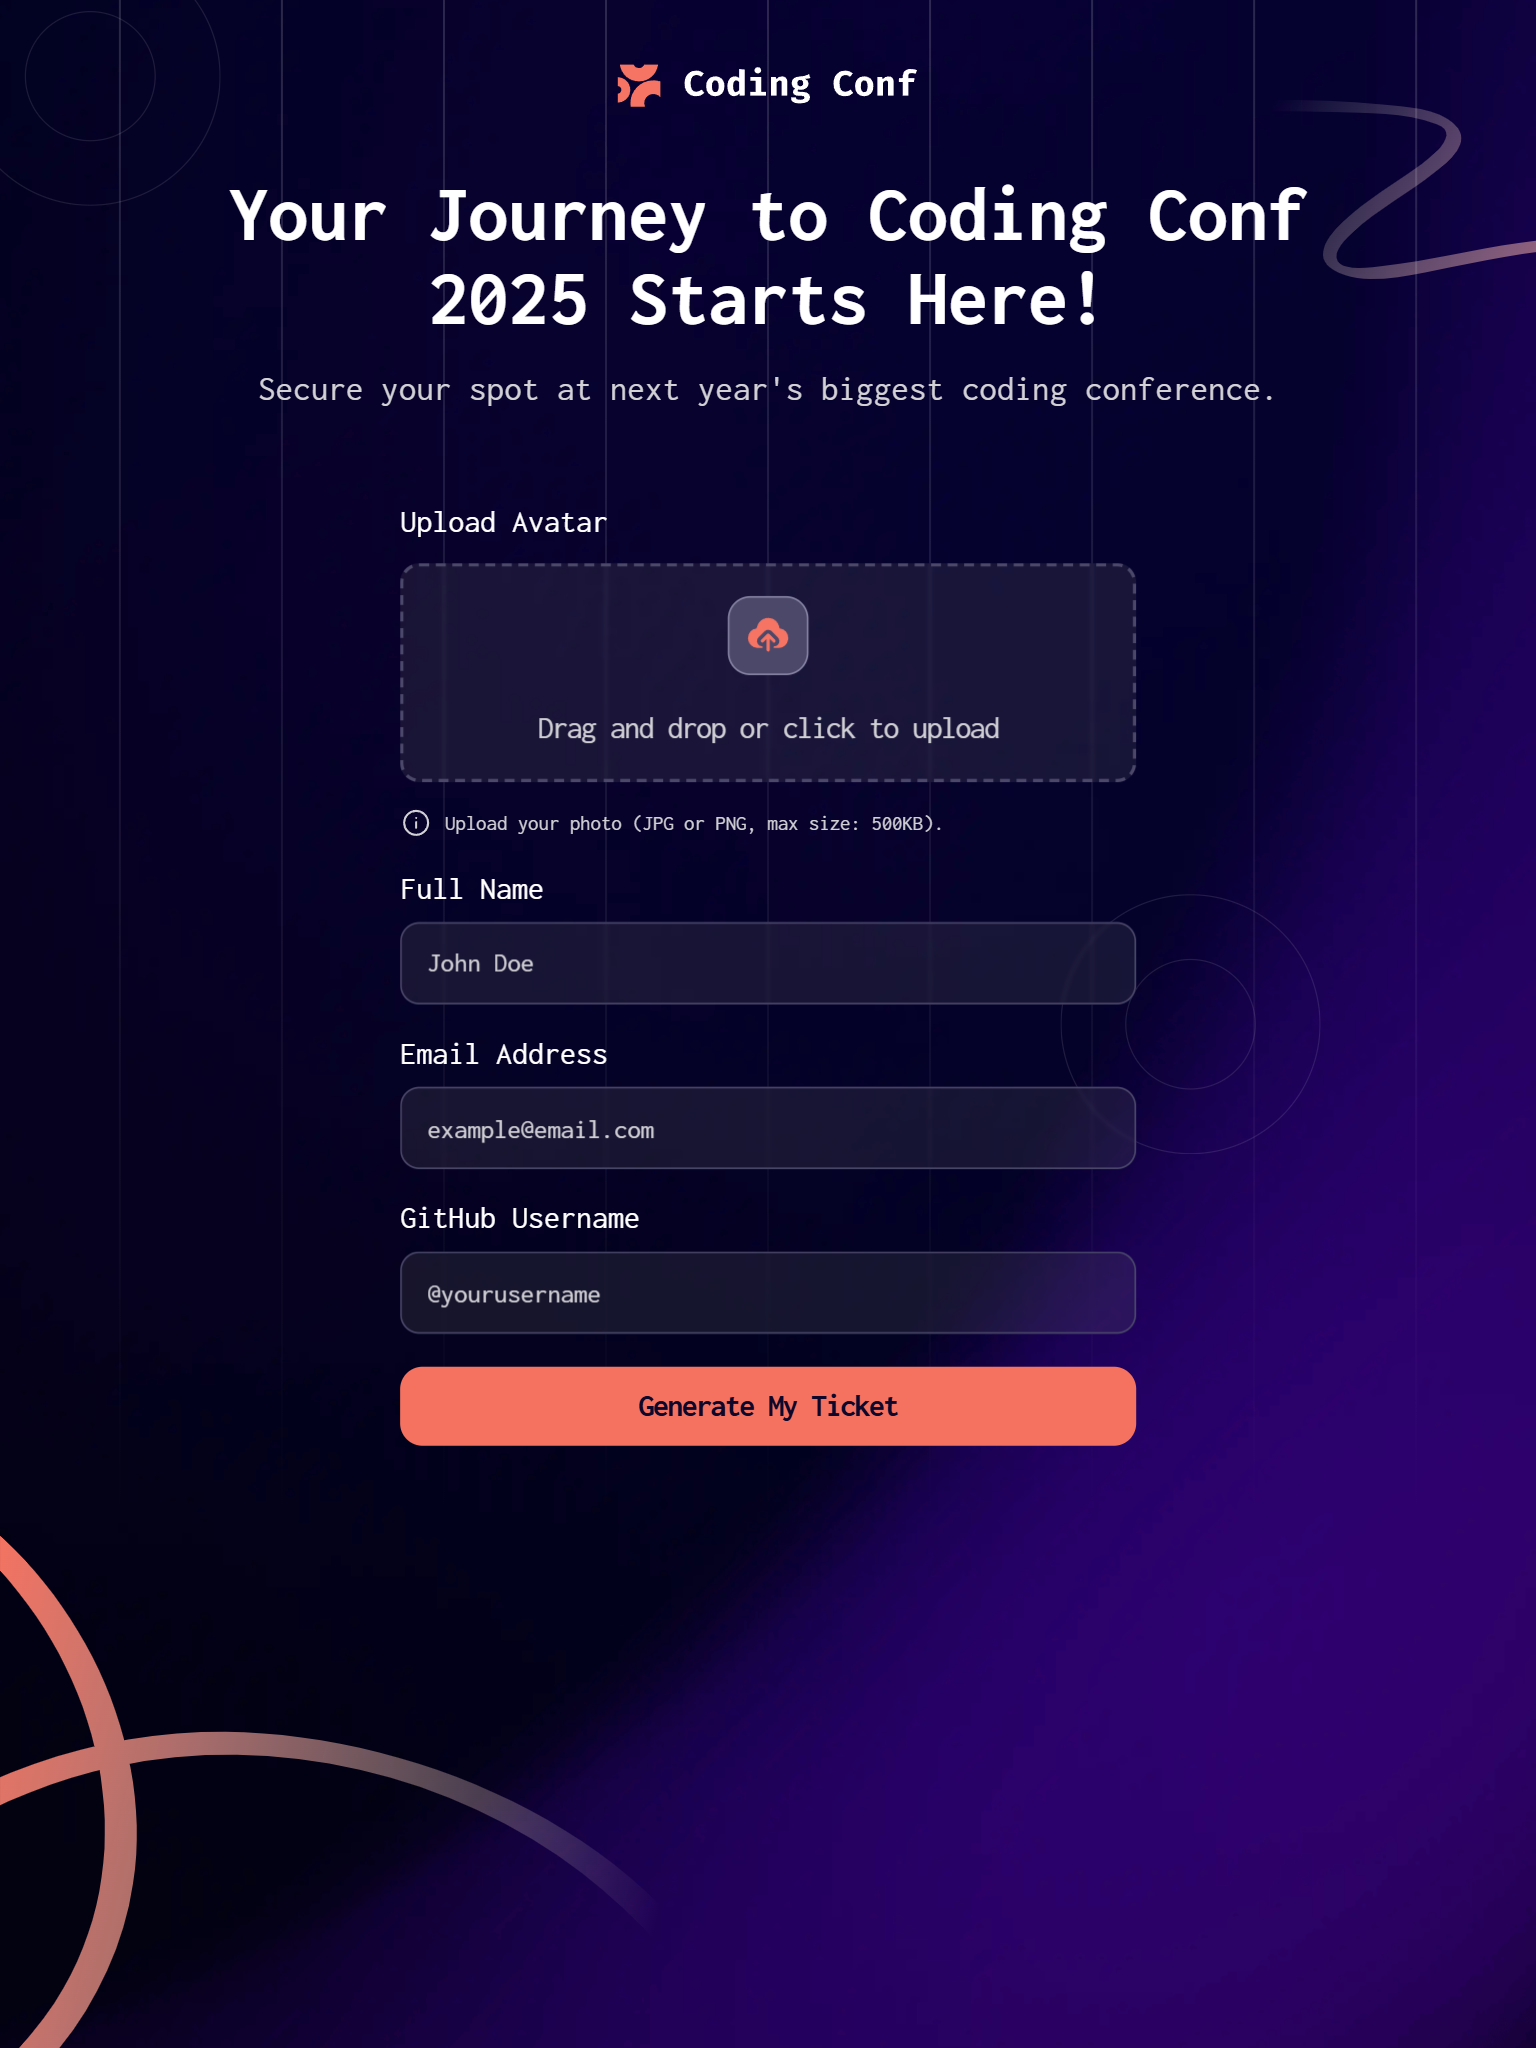 Coding Conf
Your Journey to Coding Conf
2025 Starts Here!
Secure your spot at next year's biggest coding conference.
Upload Avatar
Drag and drop or click to upload
Upload your photo (JPG or PNG, max size: 500KB).
Full Name
John Doe
Email Address
example@email.com
GitHub Username
@yourusername
Generate My Ticket